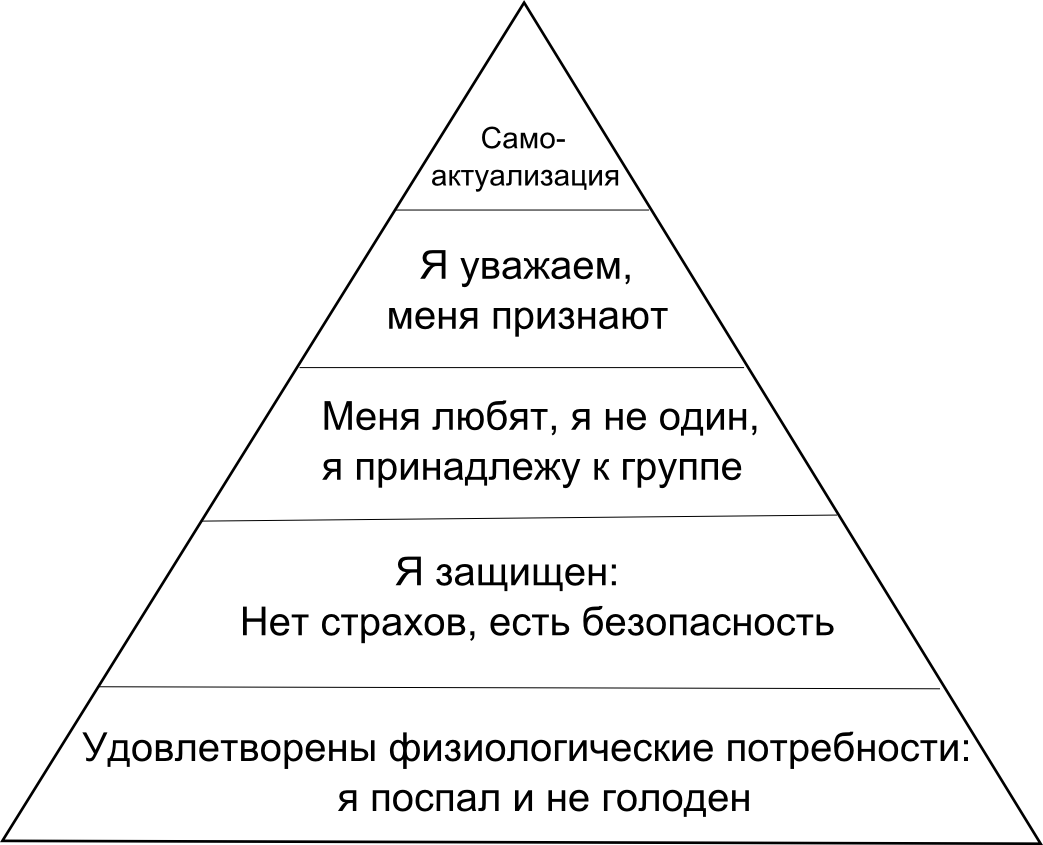 Само-
актуализация
Я уважаем,
меня признают
Меня любят, я не один,
я принадлежу к группе
Я защищен:
Нет страхов, есть безопасность
Удовлетворены физиологические потребности:
я поспал и не голоден